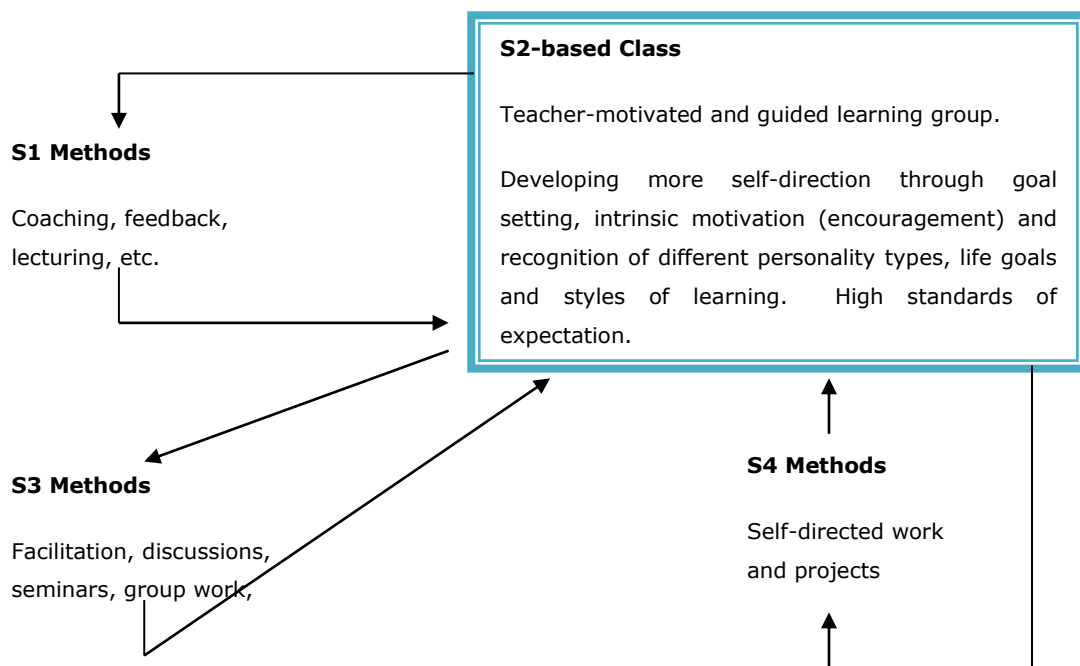 S2-based Class
Teacher-motivated and guided learning group.
Developing more self-direction through goal
setting, intrinsic motivation (encouragement) and
recognition of different personality types, life goals
and styles of learning. High standards of
expectation.
S1 Methods
Coaching, feedback,
lecturing, etc.
S3 Methods
Facilitation, discussions,
seminars, group work,
S4 Methods
Self-directed work
and projects